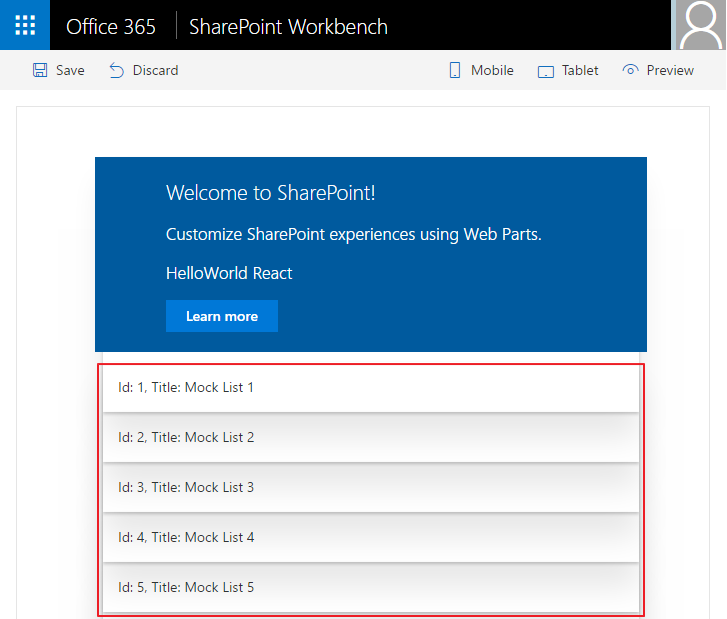 Office 365 SharePoint Workbench
Save Discard Mobile Tablet Preview
Welcome to SharePoint!
Customize SharePoint experiences using Web Parts.
HelloWorld React
Learn more
Id: 1, Title: Mock List 1
Id: 2, Title: Mock List 2
Id: 3, Title: Mock List 3
Id: 4, Title: Mock List 4
Id: 5, Title: Mock List 5